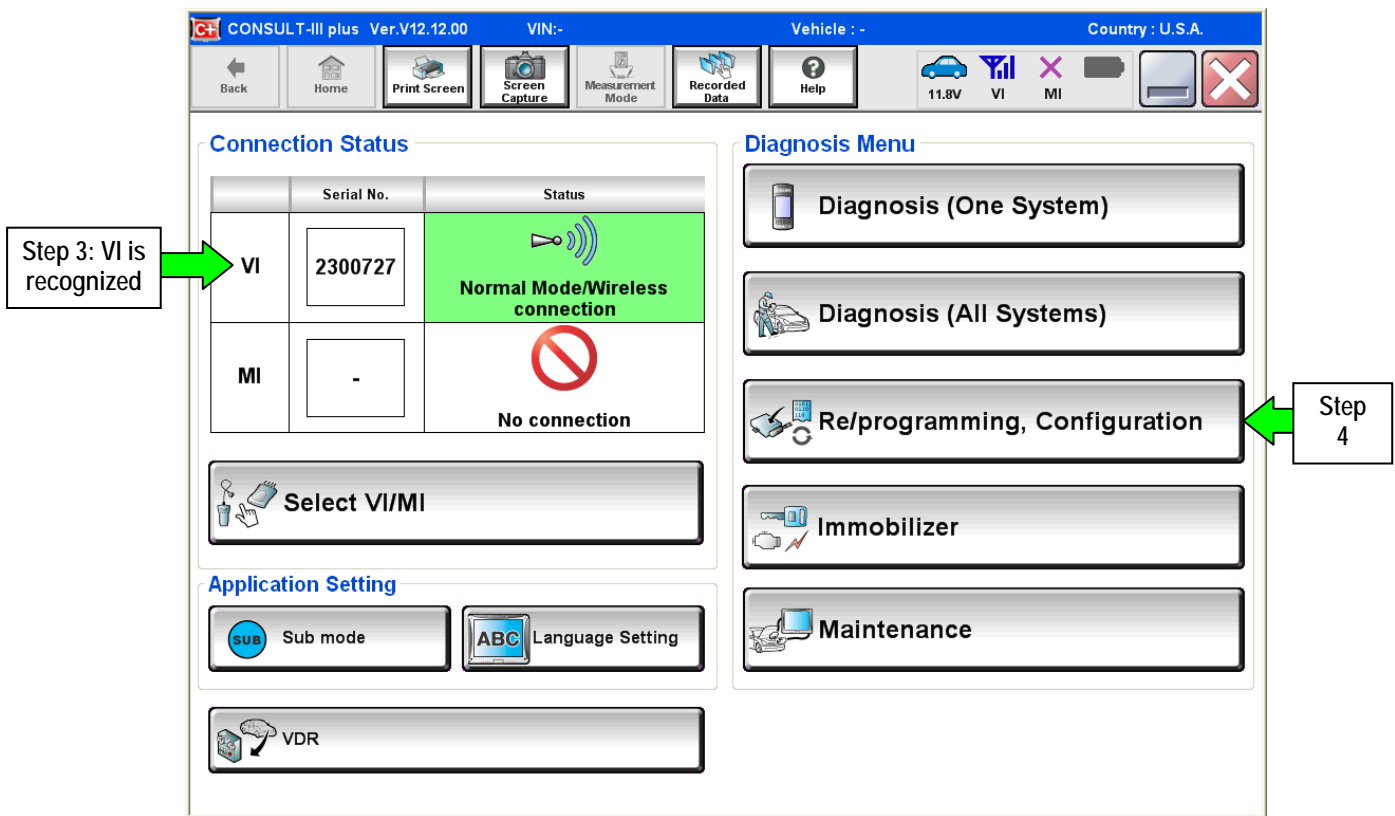 C+ CONSULT-III plus Ver.V12.12.00 VIN:- Vehicle : - Country : U.S.A.
Back
Home
Print Screen
Screen
Capture
Measurement
Mode
Recorded
Data
?
Help
11.8V
VI
MI
Connection Status
Serial No.
Status
Step 3: VI is
recognized
VI
2300727
Normal Mode/Wireless
connection
MI
-
No connection
Select VI/MI
Application Setting
SUB Sub mode
ABC Language Setting
VDR
Diagnosis Menu
Diagnosis (One System)
Diagnosis (All Systems)
Re/programming, Configuration
Step
4
Immobilizer
Maintenance